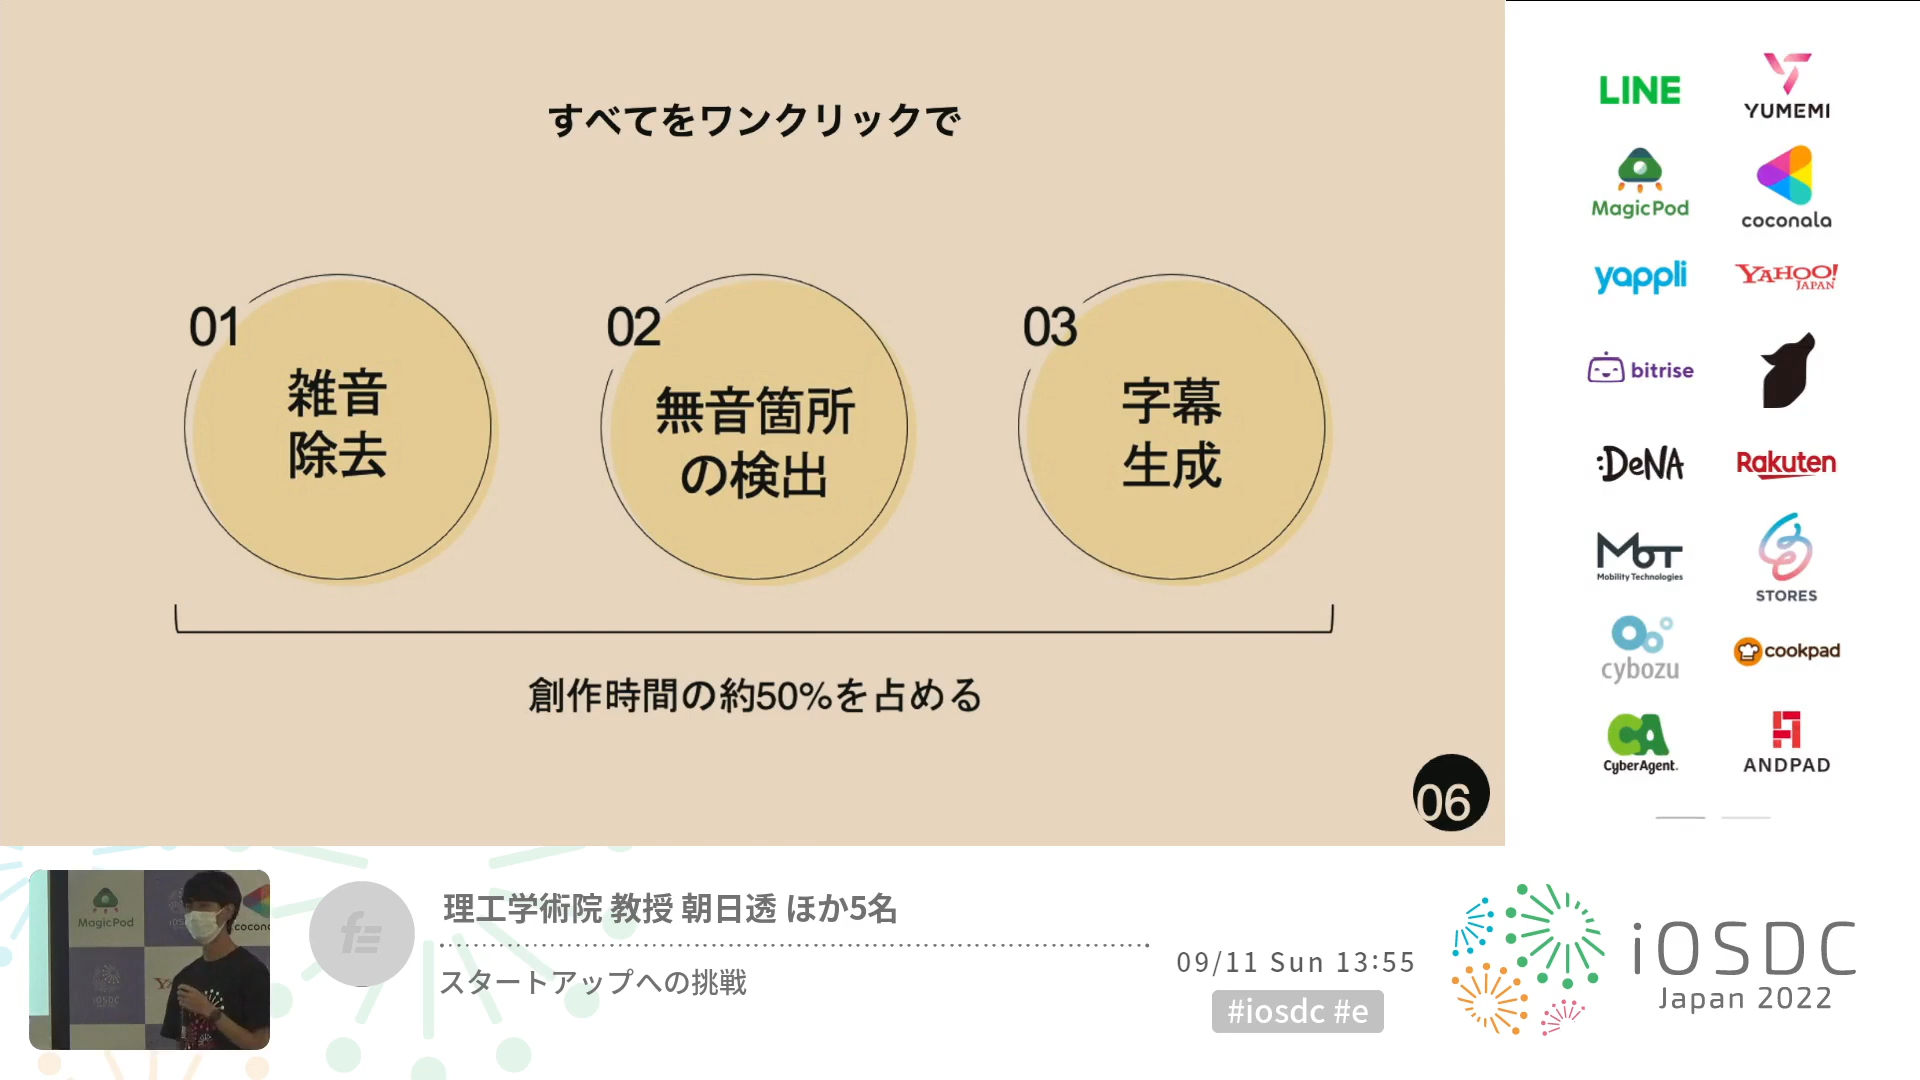 すべてをワンクリックで
01
雑音
除去
02
無音箇所
の検出
03
字幕
生成
創作時間の約50%を占める
06
LINE
YUMEMI
MagicPod
coconala
yappli
YAHOO!
JAPAN
bitrise
:DeNA
Rakuten
MoT
Mobility Technologies
STORES
cybozu
cookpad
CA
CyberAgent.
ANDPAD
MagicPod
iOSDC
cocon
YA
理工学術院 教授 朝日透 ほか5名
スタートアップへの挑戦
09/11 Sun 13:55
#iosdc #e
iOSDC
Japan 2022